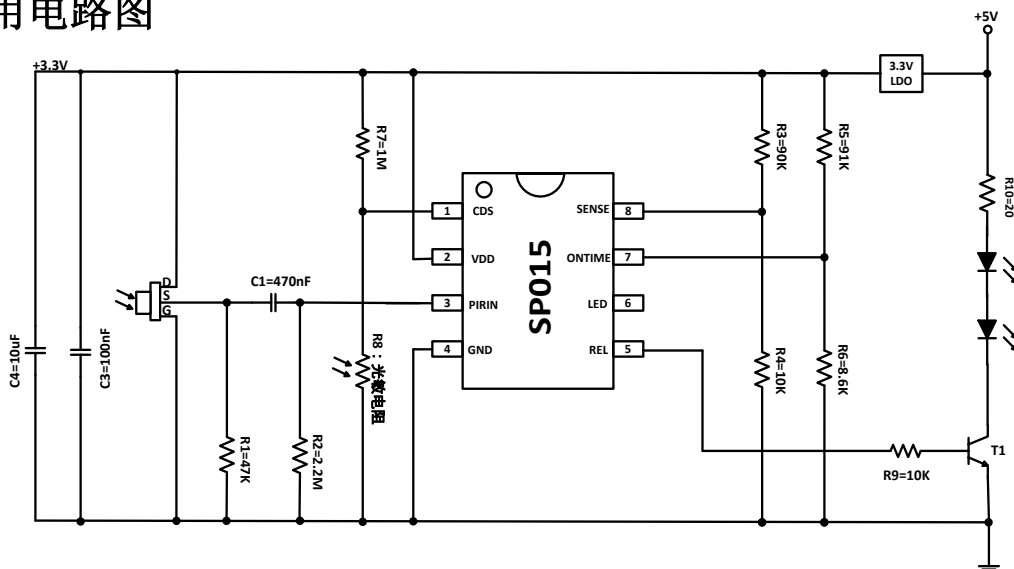 用电路图
+5V
+3.3V
3.3V
LDO
R7=1M
R3=90K
R5=91K
R10=20
1
CDS
SENSE
8
2
VDD
ONTIME
7
3
PIRIN
LED
6
4
GND
REL
5
SP015
D
S
G
C1=470nF
C4=10uF
C3=100nF
R8：光敏电阻
R4=10K
R6=8.6K
R1=47K
R2=2.2M
R9=10K
T1